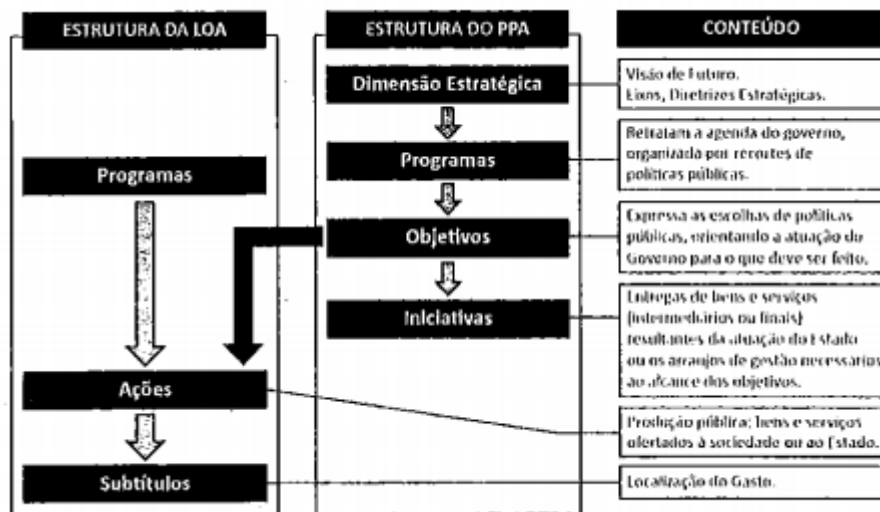 ESTRUTURA DA LOA
ESTRUTURA DO PPA
CONTEÚDO
Dimensão Estratégica
Visão de Futuro.
Eixos, Diretrizes Estratégicas.
Programas
Programas
Retratam a agenda do governo,
organizada por recortes de
políticas públicas.
Objetivos
Expressa as escolhas de políticas
públicas, orientando a atuação do
Governo para o que deve ser feito.
Iniciativas
Entregas de bens e serviços
(intermediários ou finais)
resultantes da atuação do Estado
ou os arranjos de gestão necessários
ao alcance dos objetivos.
Ações
Produção pública; bens e serviços
ofertados à sociedade ou ao Estado.
Subtítulos
Localização do Gasto.